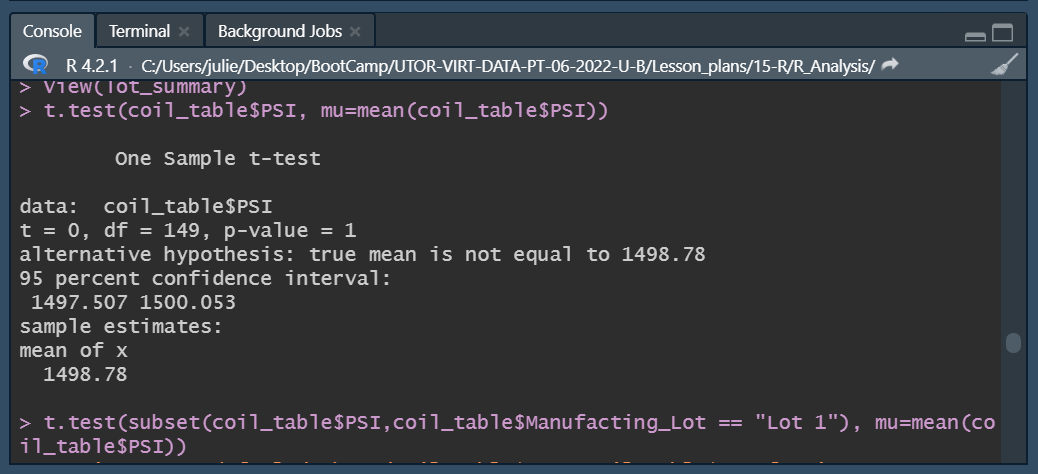 Console Terminal Background Jobs
R 4.2.1 · C:/Users/julie/Desktop/BootCamp/UTOR-VIRT-DATA-PT-06-2022-U-B/Lesson_plans/15-R/R_Analysis/
> View(lot_summary)
> t.test(coil_table$PSI, mu=mean(coil_table$PSI))
One Sample t-test
data:  coil_table$PSI
t = 0, df = 149, p-value = 1
alternative hypothesis: true mean is not equal to 1498.78
95 percent confidence interval:
1497.507 1500.053
sample estimates:
mean of x
1498.78
> t.test(subset(coil_table$PSI,coil_table$Manufacting_Lot == "Lot 1"), mu=mean(co
il_table$PSI))